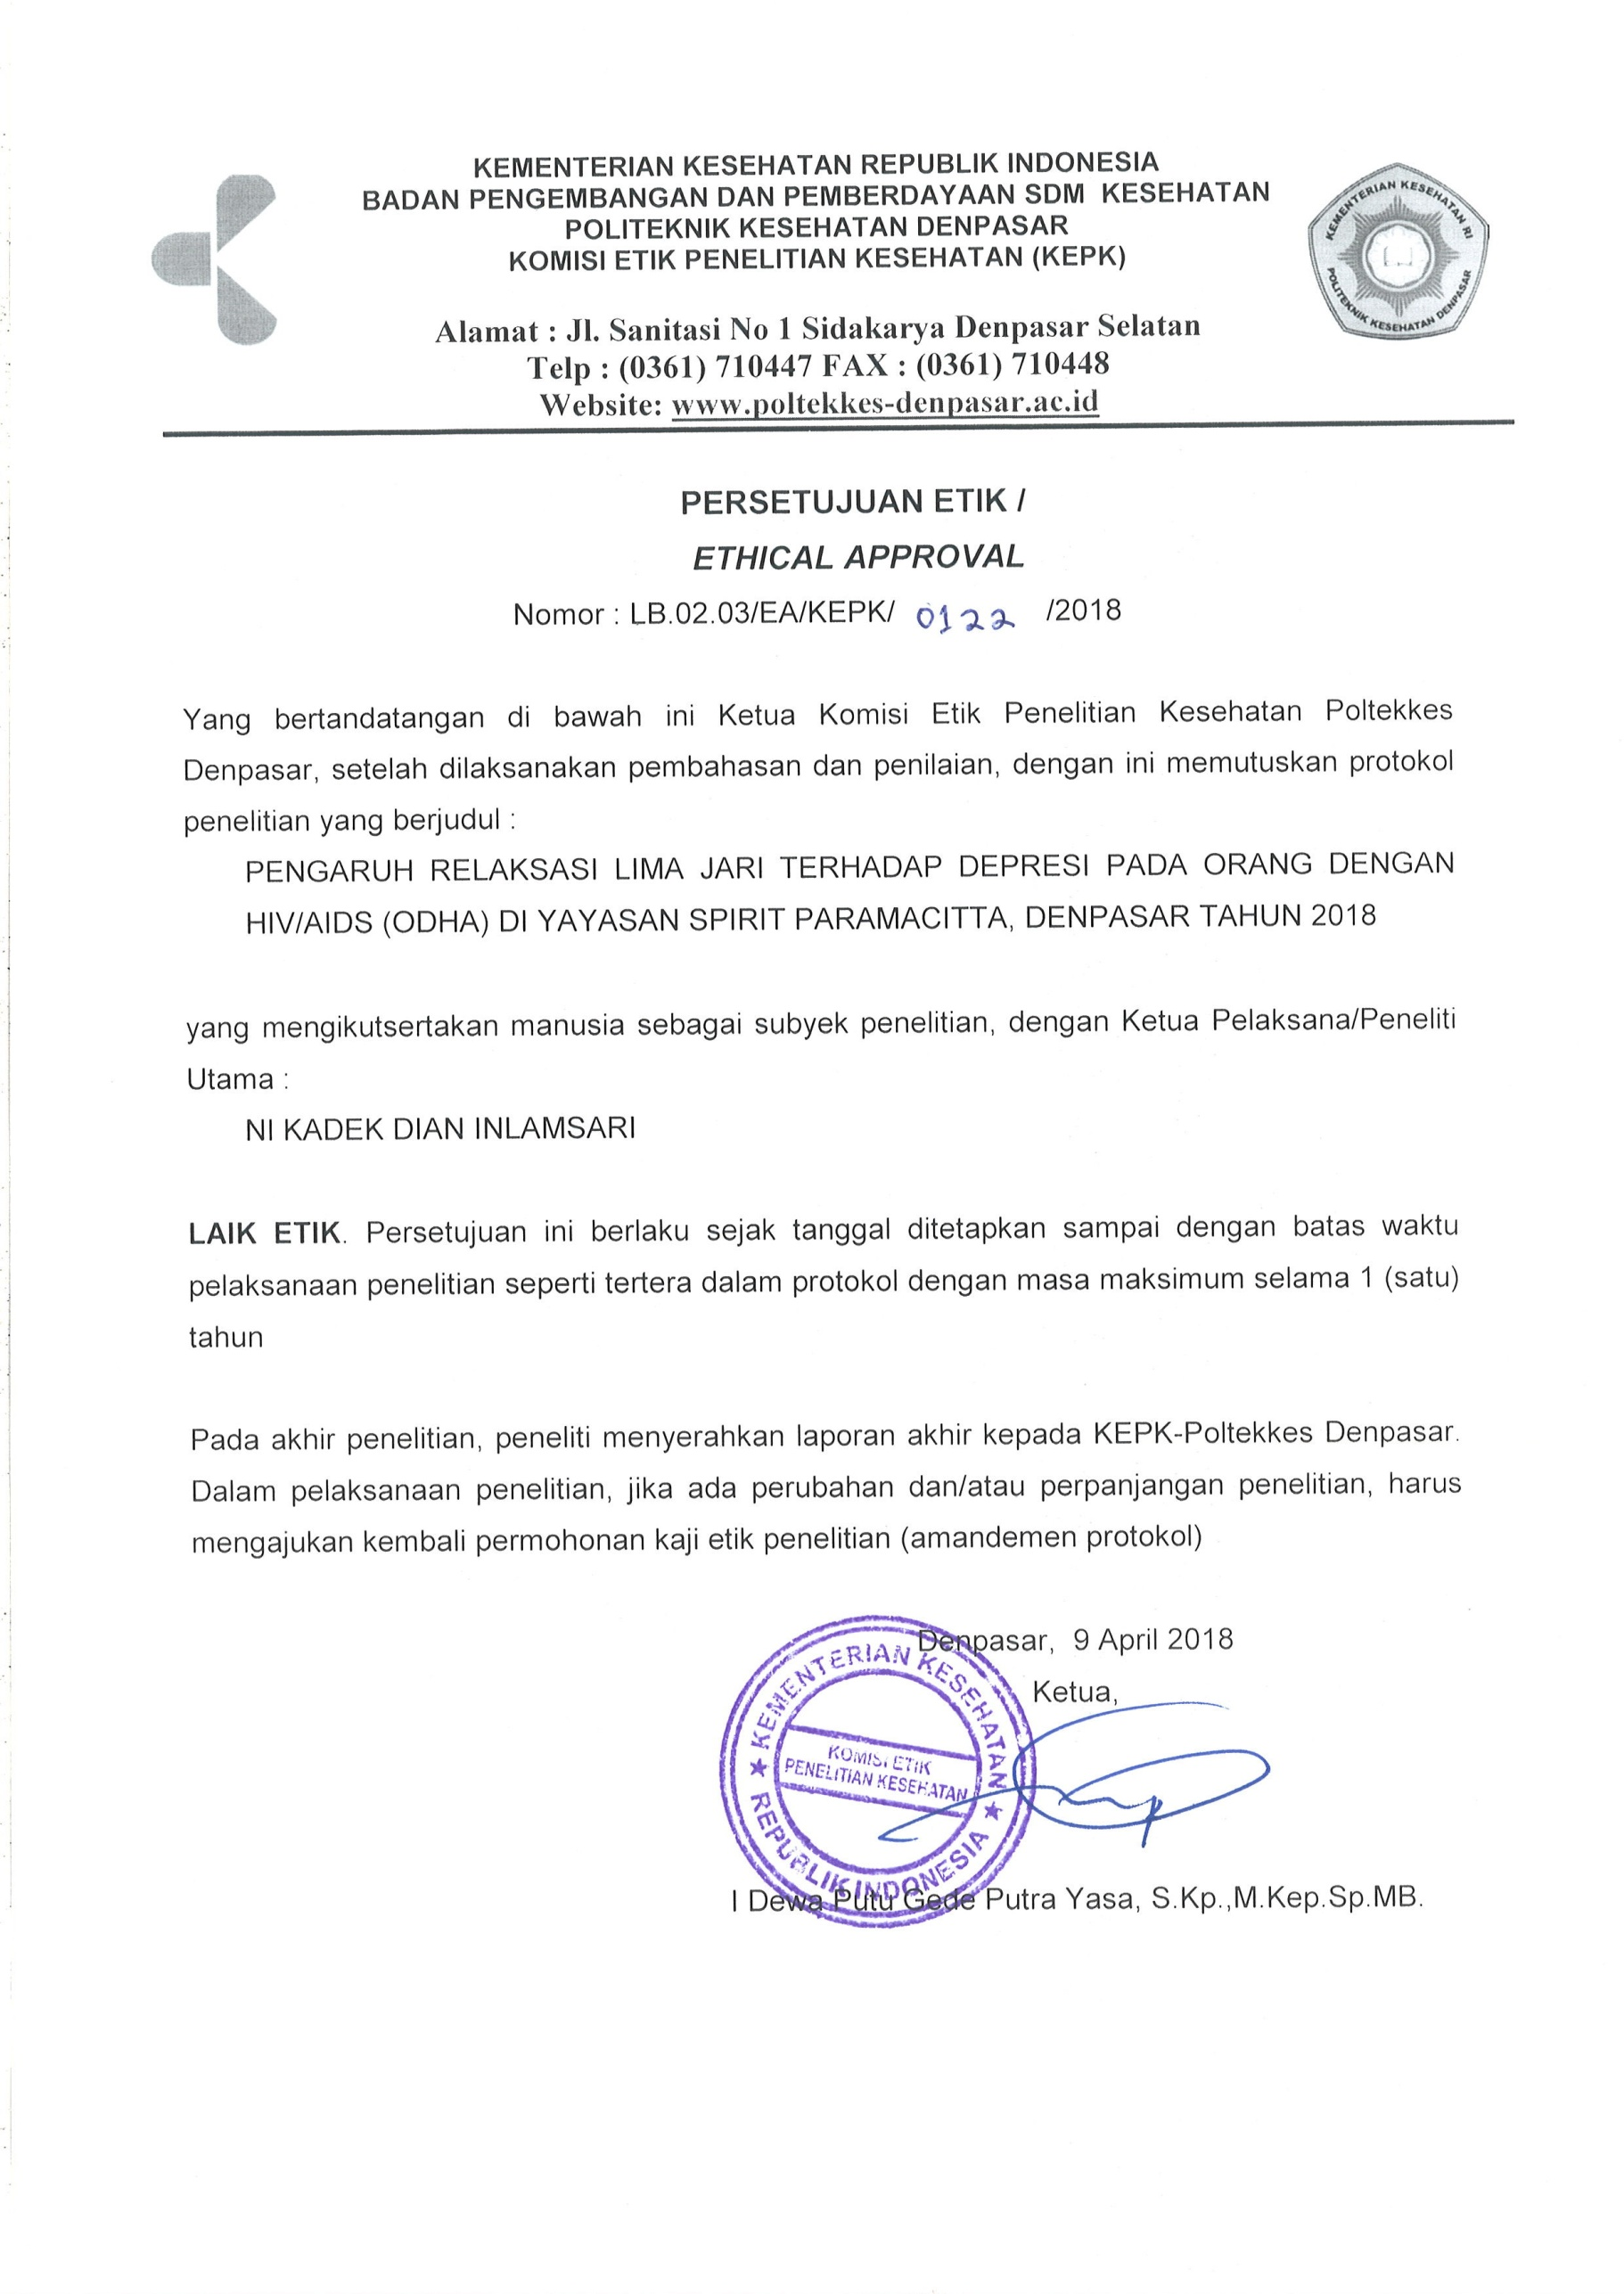 KEMENTERIAN KESEHATAN REPUBLIK INDONESIA
BADAN PENGEMBANGAN DAN PEMBERDAYAAN SDM KESEHATAN
POLITEKNIK KESEHATAN DENPASAR
KOMISI ETIK PENELITIAN KESEHATAN (KEPK)
KEMENTERIAN KESEHATAN RI
POLITEKNIK KESEHATAN DENPASAR
Alamat : Jl. Sanitasi No 1 Sidakarya Denpasar Selatan
Telp : (0361) 710447 FAX : (0361) 710448
Website: www.poltekkes-denpasar.ac.id
PERSETUJUAN ETIK /
ETHICAL APPROVAL
Nomor : LB.02.03/EA/KEPK/ 0122 /2018
Yang bertandatangan di bawah ini Ketua Komisi Etik Penelitian Kesehatan Poltekkes
Denpasar, setelah dilaksanakan pembahasan dan penilaian, dengan ini memutuskan protokol
penelitian yang berjudul :
PENGARUH RELAKSASI LIMA JARI TERHADAP DEPRESI PADA ORANG DENGAN
HIV/AIDS (ODHA) DI YAYASAN SPIRIT PARAMACITTA, DENPASAR TAHUN 2018
yang mengikutsertakan manusia sebagai subyek penelitian, dengan Ketua Pelaksana/Peneliti
Utama :
NI KADEK DIAN INLAMSARI
LAIK ETIK. Persetujuan ini berlaku sejak tanggal ditetapkan sampai dengan batas waktu
pelaksanaan penelitian seperti tertera dalam protokol dengan masa maksimum selama 1 (satu)
tahun
Pada akhir penelitian, peneliti menyerahkan laporan akhir kepada KEPK-Poltekkes Denpasar.
Dalam pelaksanaan penelitian, jika ada perubahan dan/atau perpanjangan penelitian, harus
mengajukan kembali permohonan kaji etik penelitian (amandemen protokol)
Denpasar, 9 April 2018
Ketua,
KEMENTERIAN KESEHATAN
KOMISI ETIK
PENELITIAN KESEHATAN
REPUBLIK INDONESIA
I Dewa Putu Gede Putra Yasa, S.Kp.,M.Kep.Sp.MB.